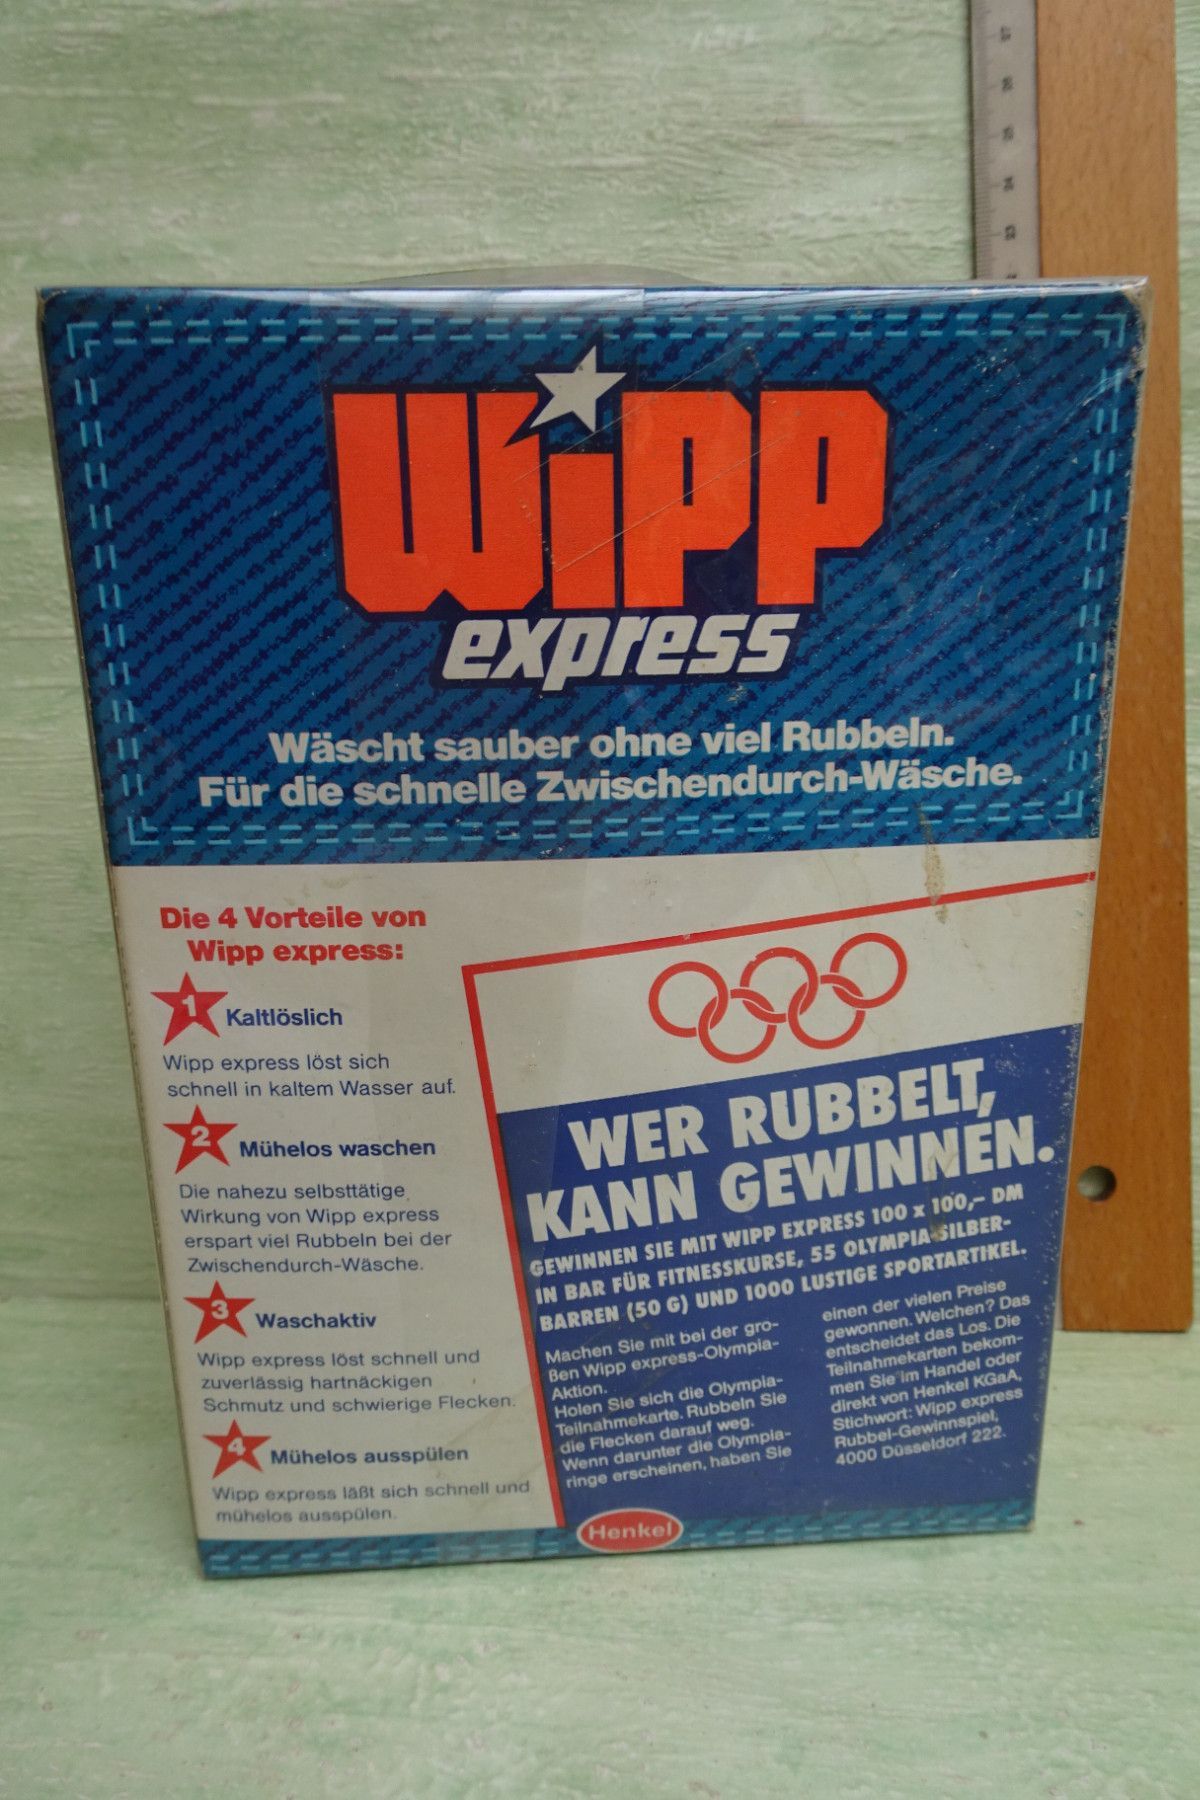 27
26
25
24
23
Wipp
express
Wäscht sauber ohne viel Rubbeln.
Für die schnelle Zwischendurch-Wäsche.
Die 4 Vorteile von
Wipp express:
1 Kaltlöslich
Wipp express löst sich
schnell in kaltem Wasser auf.
2 Mühelos waschen
Die nahezu selbsttätige
Wirkung von Wipp express
erspart viel Rubbeln bei der
Zwischendurch-Wäsche.
3 Waschaktiv
Wipp express löst schnell und
zuverlässig hartnäckigen
Schmutz und schwierige Flecken.
4 Mühelos ausspülen
Wipp express läßt sich schnell und
mühelos ausspülen.
WER RUBBELT,
KANN GEWINNEN.
GEWINNEN SIE MIT WIPP EXPRESS 100 x 100,– DM
IN BAR FÜR FITNESSKURSE, 55 OLYMPIA-SILBER-
BARREN (50 G) UND 1000 LUSTIGE SPORTARTIKEL.
Machen Sie mit bei der gro-
ßen Wipp express-Olympia-
Aktion.
Holen Sie sich die Olympia-
Teilnahmekarte. Rubbeln Sie
die Flecken darauf weg.
Wenn darunter die Olympia-
ringe erscheinen, haben Sie
einen der vielen Preise
gewonnen. Welchen? Das
entscheidet das Los. Die
Teilnahmekarten bekom-
men Sie im Handel oder
direkt von Henkel KGaA,
Stichwort: Wipp express
Rubbel-Gewinnspiel,
4000 Düsseldorf 222.
Henkel